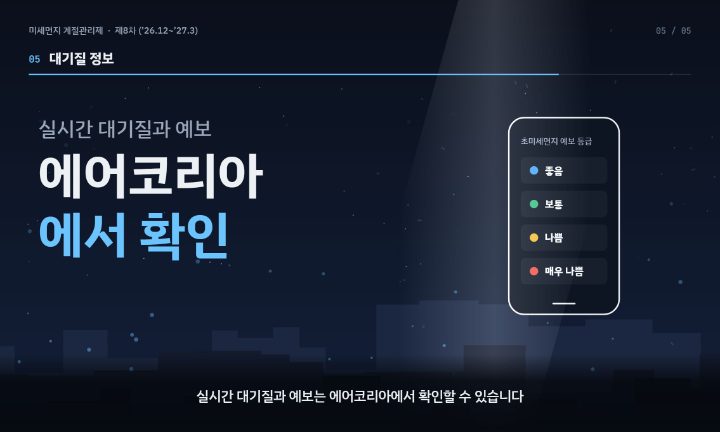 미세먼지 계절관리제 · 제8차 ('26.12~'27.3)
05 / 05
05 대기질 정보
실시간 대기질과 예보
에어코리아
에서 확인
초미세먼지 예보 등급
좋음
보통
나쁨
매우 나쁨
실시간 대기질과 예보는 에어코리아에서 확인할 수 있습니다